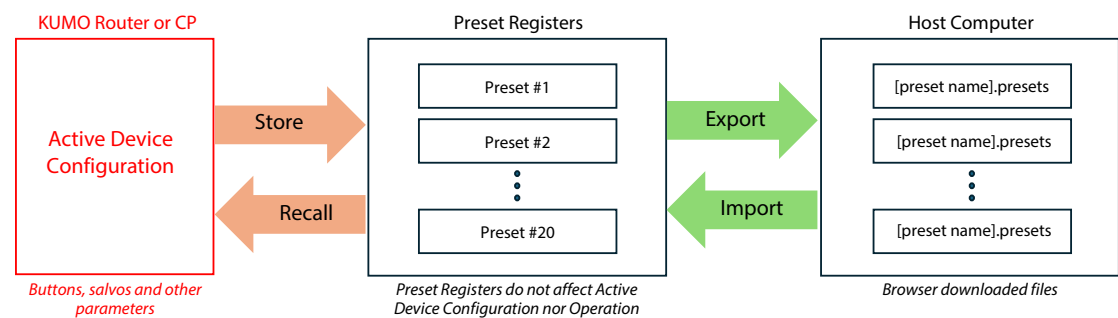 KUMO Router or CP
Active Device
Configuration
Buttons, salvos and other
parameters
Store
Recall
Preset Registers
Preset #1
Preset #2
Preset #20
Preset Registers do not affect Active
Device Configuration nor Operation
Export
Import
Host Computer
[preset name].presets
[preset name].presets
[preset name].presets
Browser downloaded files